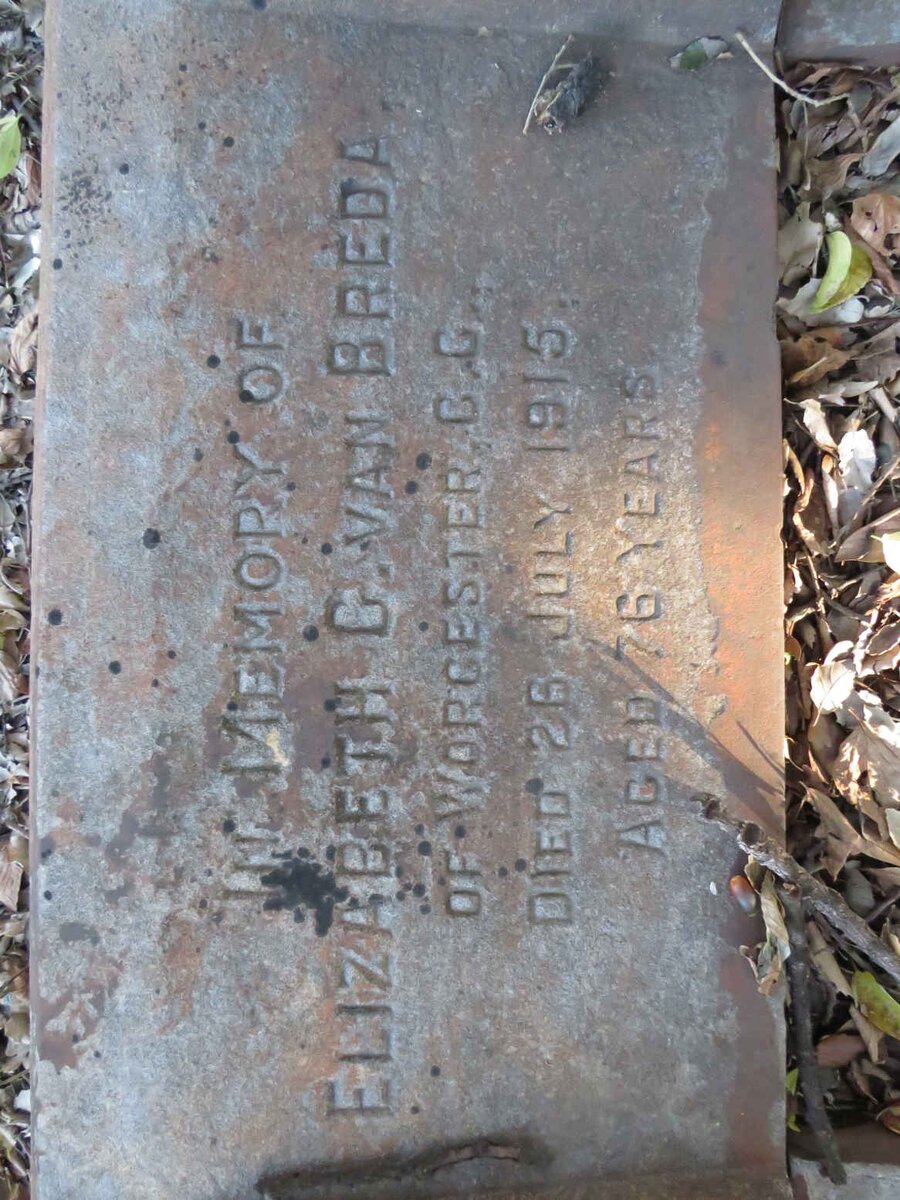 IN MEMORY OF
ELIZABETH C. VAN BREDA
OF WORCESTER, C.C.,
DIED 26 JULY 1915.
AGED 76 YEARS